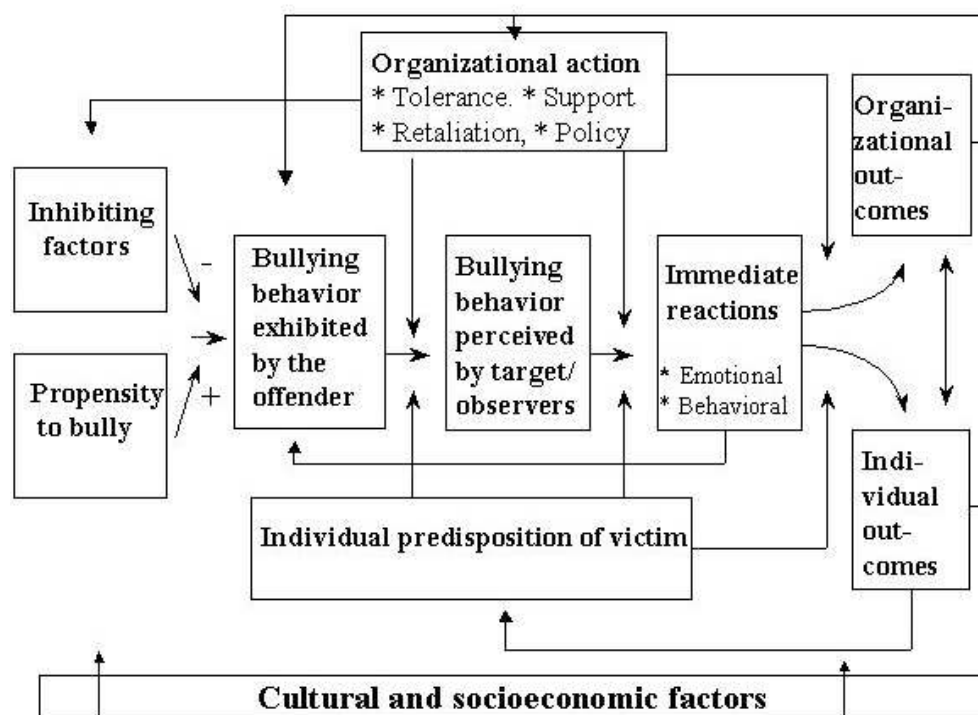 Organizational action
* Tolerance. * Support
* Retaliation, * Policy
Organi-
zational
out-
comes
Inhibiting
factors
-
Propensity
to bully
+
Bullying
behavior
exhibited
by the
offender
Bullying
behavior
perceived
by target/
observers
Immediate
reactions
* Emotional
* Behavioral
Indi-
vidual
out-
comes
Individual predisposition of victim
Cultural and socioeconomic factors